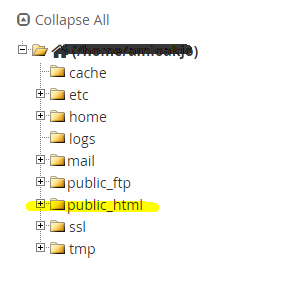 Collapse All
cache
etc
home
logs
mail
public_ftp
public_html
ssl
tmp